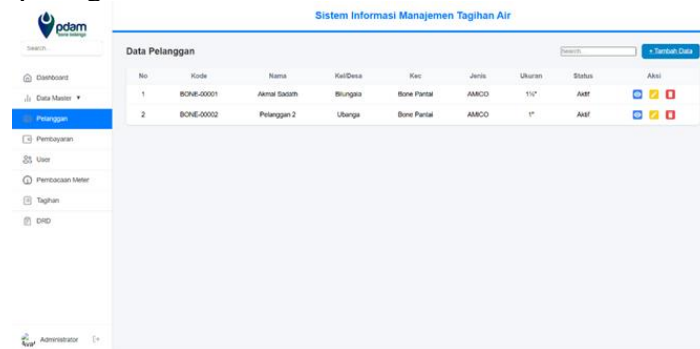 pdam
bone bolango
Sistem Informasi Manajemen Tagihan Air
Search...
Dashboard
Data Master ▼
Pelanggan
Pembayaran
User
Pembacaan Meter
Tagihan
DRD
Administrator
Data Pelanggan
Search...
+ Tambah Data
No Kode Nama Kel/Desa Kec Jenis Ukuran Status Aksi
1 BONE-00001 Akmal Sadath Bilungala Bone Pantai AMICO 1½" Aktif
2 BONE-00002 Pelanggan 2 Ubanga Bone Pantai AMICO 1" Aktif